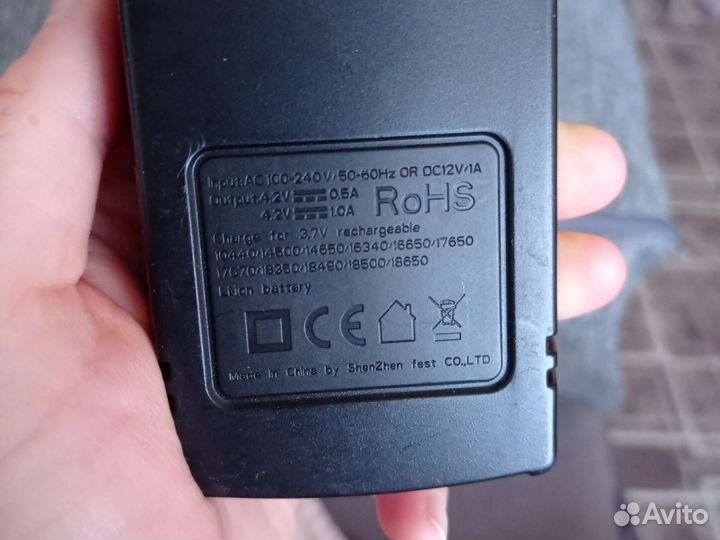 Input:AC100-240V/50-60Hz OR DC12V/1A
Output:4.2V 0.5A
4.2V 1.0A
RoHS
Charge for 3.7V rechargeable
10440/14500/14650/16340/16650/17650
17670/18350/18490/18500/18650
Li-ion battery
CE
Made in China by ShenZhen fest CO.,LTD
Avito